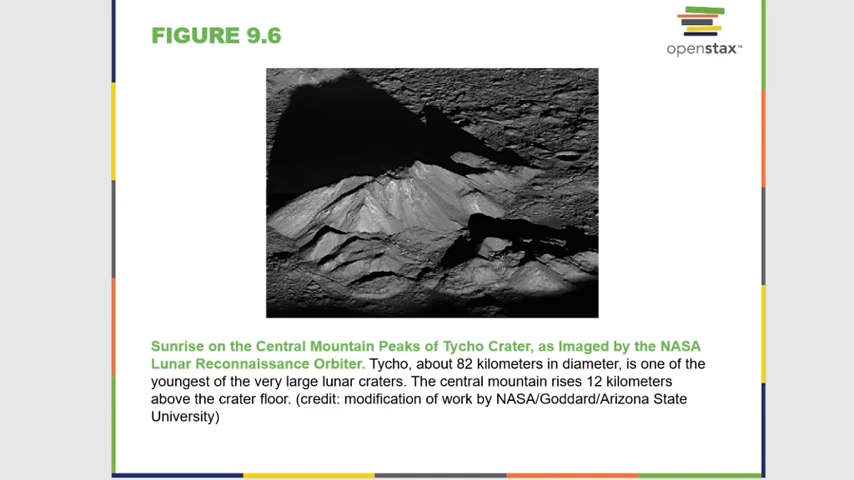 FIGURE 9.6
openstax™
Sunrise on the Central Mountain Peaks of Tycho Crater, as Imaged by the NASA
Lunar Reconnaissance Orbiter. Tycho, about 82 kilometers in diameter, is one of the
youngest of the very large lunar craters. The central mountain rises 12 kilometers
above the crater floor. (credit: modification of work by NASA/Goddard/Arizona State
University)